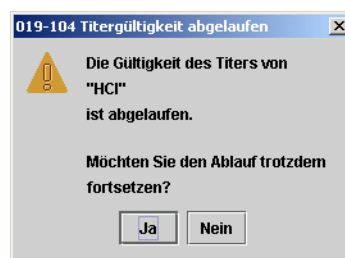 019-104 Titergültigkeit abgelaufen
Die Gültigkeit des Titers von
"HCl"
ist abgelaufen.
Möchten Sie den Ablauf trotzdem
fortsetzen?
Ja Nein